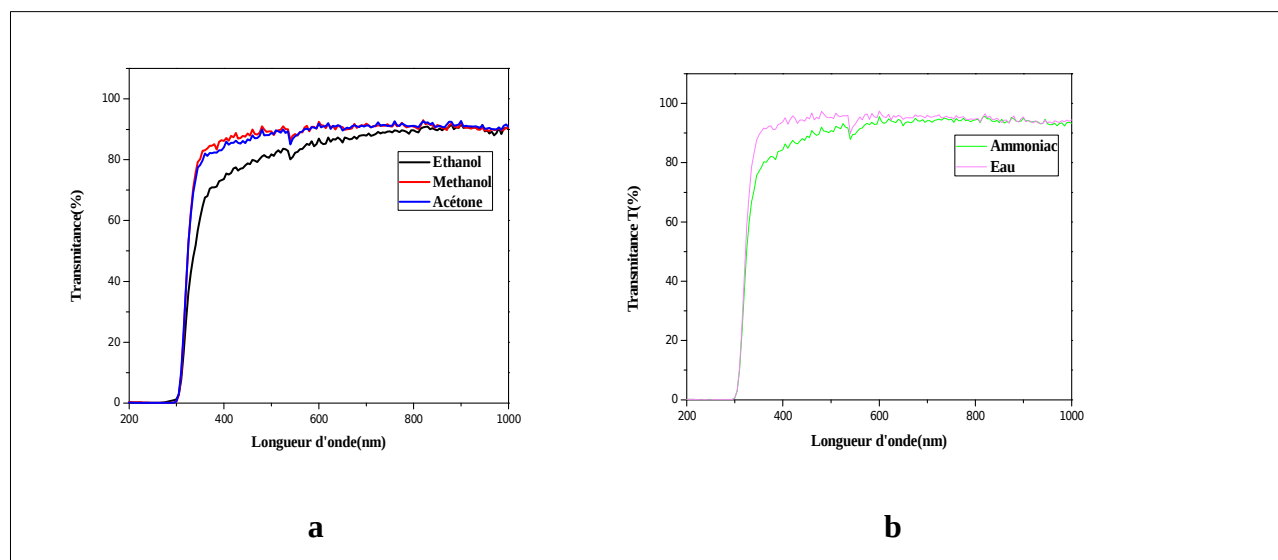 100
80
60
40
20
0
200
400
600
800
1000
Transmitance(%)
Longueur d'onde(nm)
Ethanol
Methanol
Acétone
a
100
80
60
40
20
0
200
400
600
800
1000
Transmitance T(%)
Longueur d'onde(nm)
Ammoniac
Eau
b